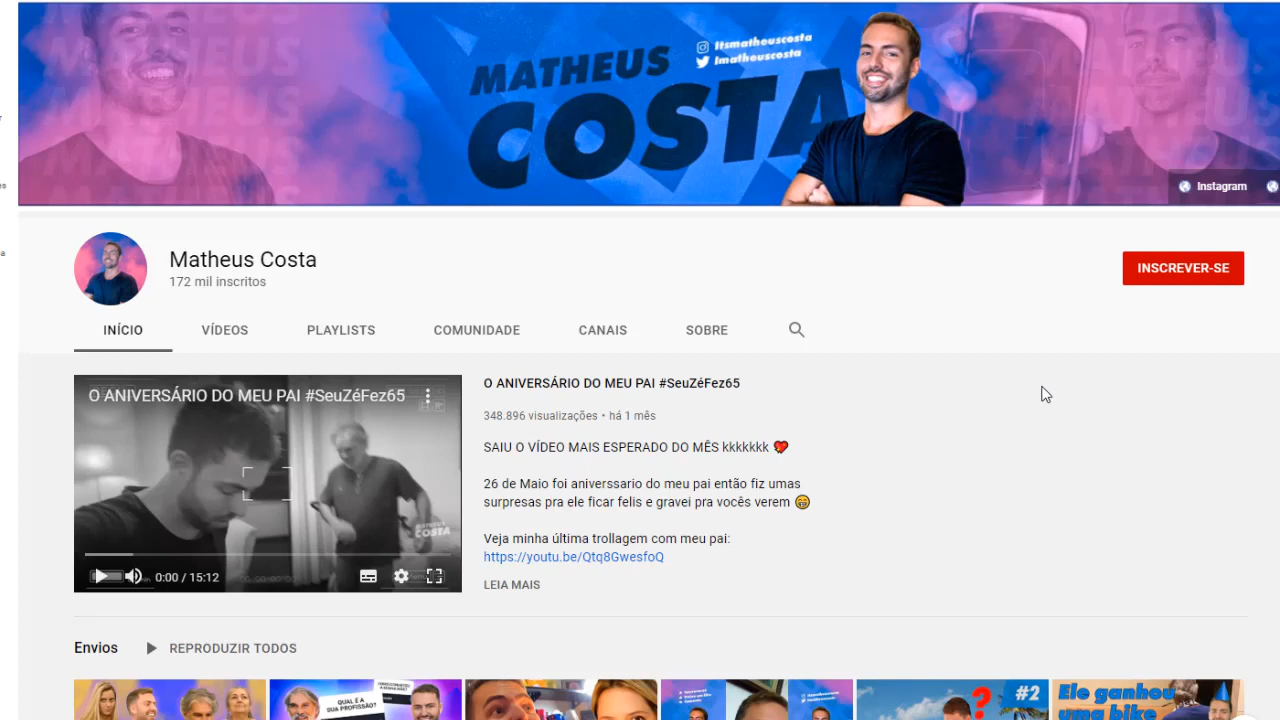 Itsmatheuscosta
Imatheuscosta
MATHEUS
COSTA
Instagram
Matheus Costa
172 mil inscritos
INSCREVER-SE
INÍCIO VÍDEOS PLAYLISTS COMUNIDADE CANAIS SOBRE
O ANIVERSÁRIO DO MEU PAI #SeuZéFez65
MATHEUS
COSTA
0:00 / 15:12
O ANIVERSÁRIO DO MEU PAI #SeuZéFez65
348.896 visualizações • há 1 mês
SAIU O VÍDEO MAIS ESPERADO DO MÊS kkkkkkk
26 de Maio foi aniverssario do meu pai então fiz umas
surpresas pra ele ficar felis e gravei pra vocês verem
Veja minha última trollagem com meu pai:
https://youtu.be/Qtq8GwesfoQ
LEIA MAIS
Envios REPRODUZIR TODOS
QUAL É A
SUA PROFISSÃO?
? #2
Ele ganhou
uma bike